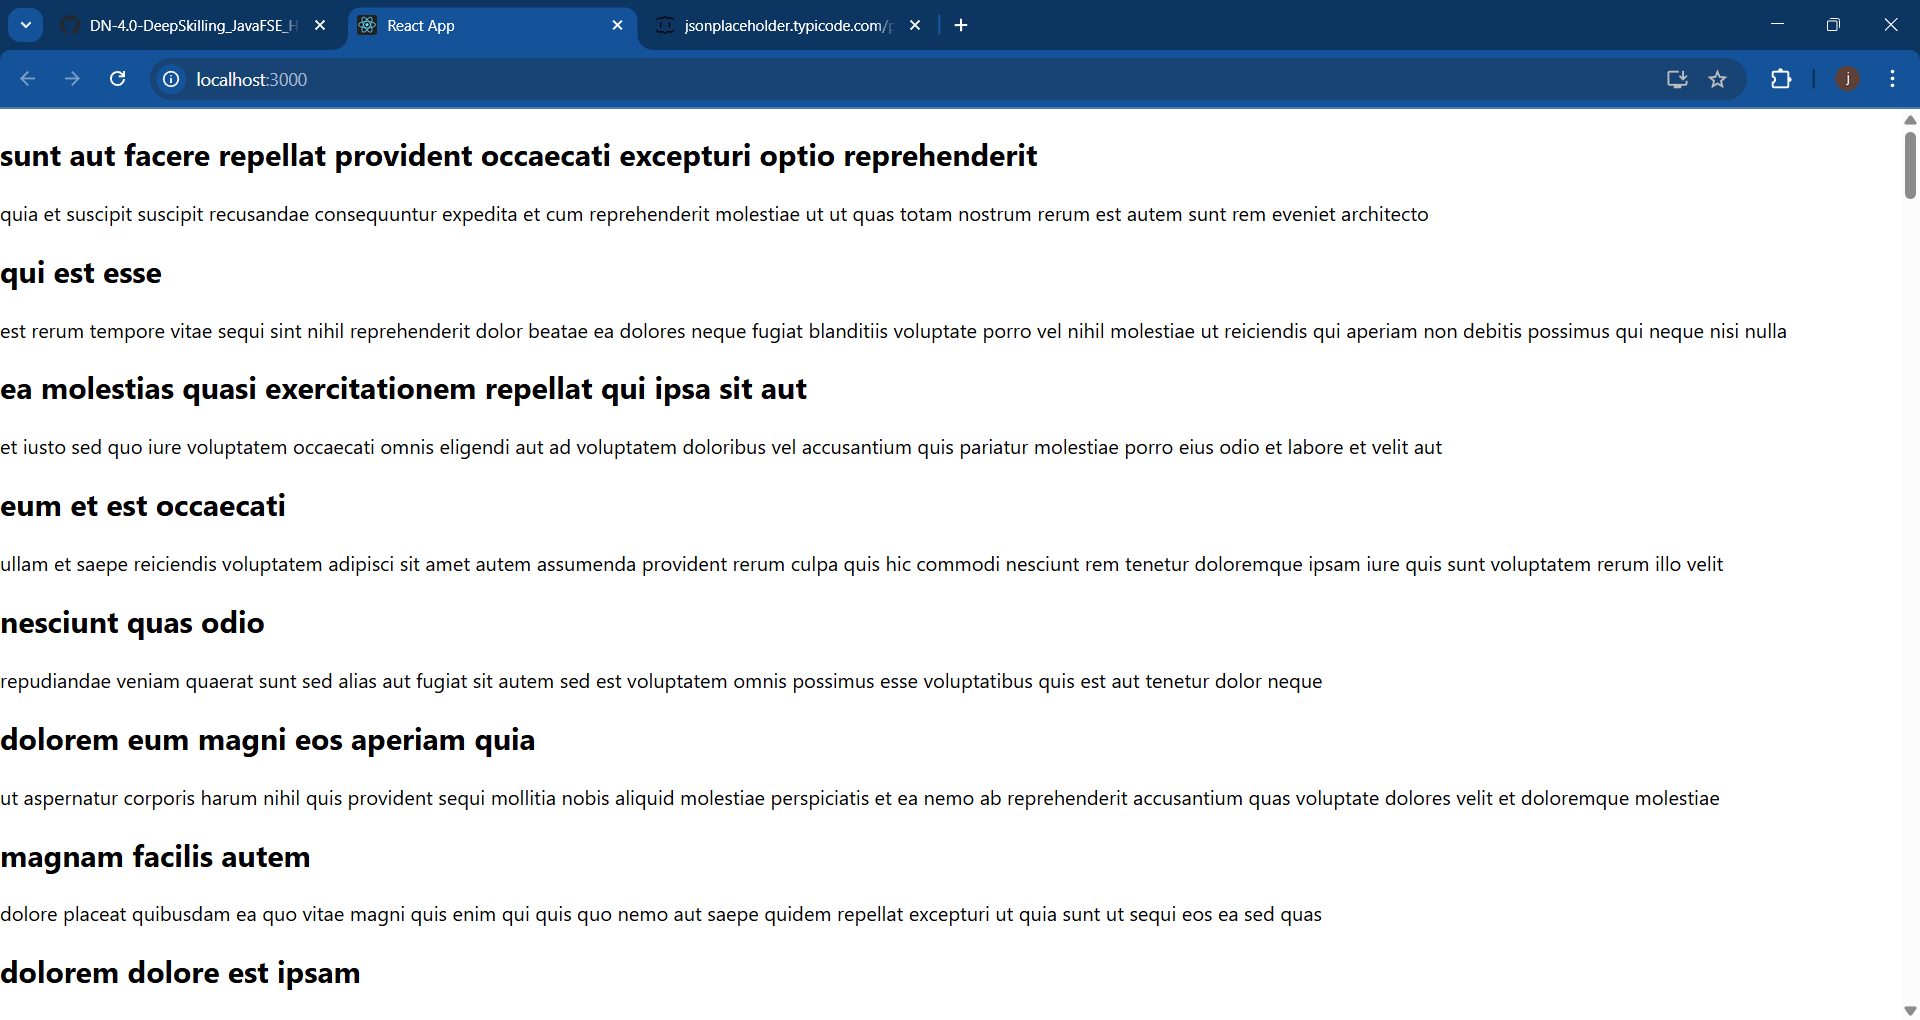 DN-4.0-DeepSkilling_JavaFSE_H
React App
jsonplaceholder.typicode.com/p
localhost:3000
j
sunt aut facere repellat provident occaecati excepturi optio reprehenderit
quia et suscipit suscipit recusandae consequuntur expedita et cum reprehenderit molestiae ut ut quas totam nostrum rerum est autem sunt rem eveniet architecto
qui est esse
est rerum tempore vitae sequi sint nihil reprehenderit dolor beatae ea dolores neque fugiat blanditiis voluptate porro vel nihil molestiae ut reiciendis qui aperiam non debitis possimus qui neque nisi nulla
ea molestias quasi exercitationem repellat qui ipsa sit aut
et iusto sed quo iure voluptatem occaecati omnis eligendi aut ad voluptatem doloribus vel accusantium quis pariatur molestiae porro eius odio et labore et velit aut
eum et est occaecati
ullam et saepe reiciendis voluptatem adipisci sit amet autem assumenda provident rerum culpa quis hic commodi nesciunt rem tenetur doloremque ipsam iure quis sunt voluptatem rerum illo velit
nesciunt quas odio
repudiandae veniam quaerat sunt sed alias aut fugiat sit autem sed est voluptatem omnis possimus esse voluptatibus quis est aut tenetur dolor neque
dolorem eum magni eos aperiam quia
ut aspernatur corporis harum nihil quis provident sequi mollitia nobis aliquid molestiae perspiciatis et ea nemo ab reprehenderit accusantium quas voluptate dolores velit et doloremque molestiae
magnam facilis autem
dolore placeat quibusdam ea quo vitae magni quis enim qui quis quo nemo aut saepe quidem repellat excepturi ut quia sunt ut sequi eos ea sed quas
dolorem dolore est ipsam